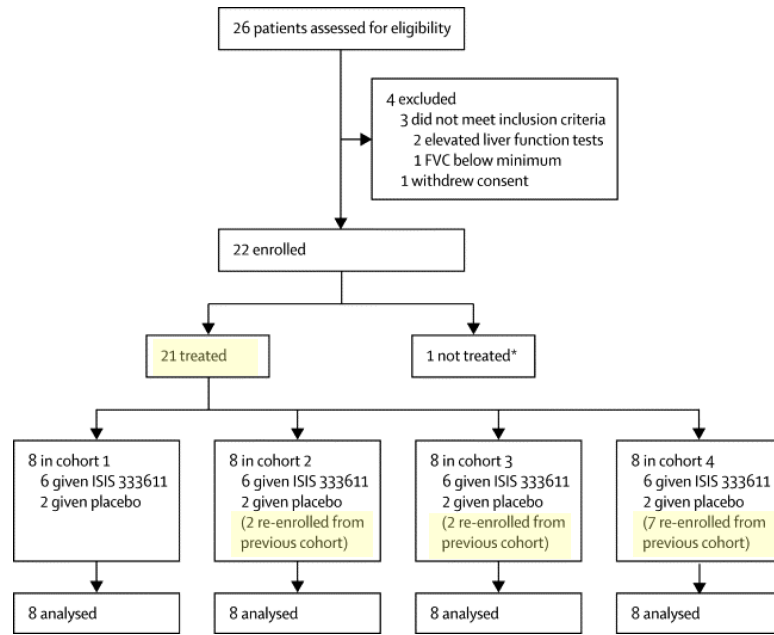 26 patients assessed for eligibility
4 excluded
3 did not meet inclusion criteria
2 elevated liver function tests
1 FVC below minimum
1 withdrew consent
22 enrolled
21 treated
1 not treated*
8 in cohort 1
6 given ISIS 333611
2 given placebo
8 in cohort 2
6 given ISIS 333611
2 given placebo
(2 re-enrolled from
previous cohort)
8 in cohort 3
6 given ISIS 333611
2 given placebo
(2 re-enrolled from
previous cohort)
8 in cohort 4
6 given ISIS 333611
2 given placebo
(7 re-enrolled from
previous cohort)
8 analysed
8 analysed
8 analysed
8 analysed